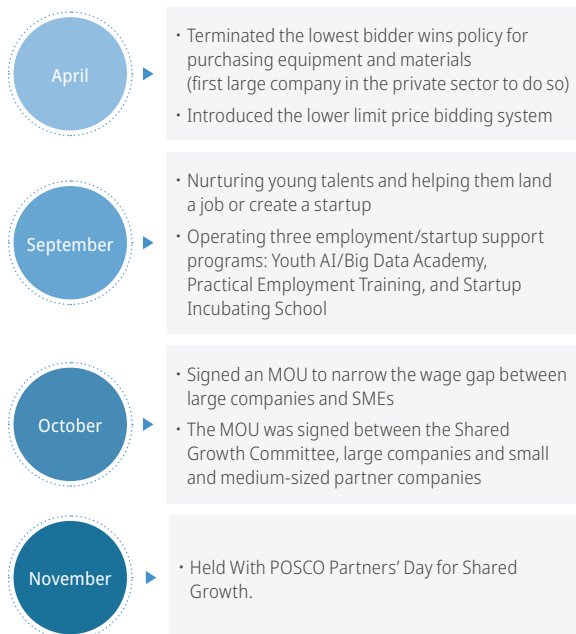 April
· Terminated the lowest bidder wins policy for
purchasing equipment and materials
(first large company in the private sector to do so)
· Introduced the lower limit price bidding system
September
· Nurturing young talents and helping them land
a job or create a startup
· Operating three employment/startup support
programs: Youth AI/Big Data Academy,
Practical Employment Training, and Startup
Incubating School
October
· Signed an MOU to narrow the wage gap between
large companies and SMEs
· The MOU was signed between the Shared
Growth Committee, large companies and small
and medium-sized partner companies
November
· Held With POSCO Partners’ Day for Shared
Growth.